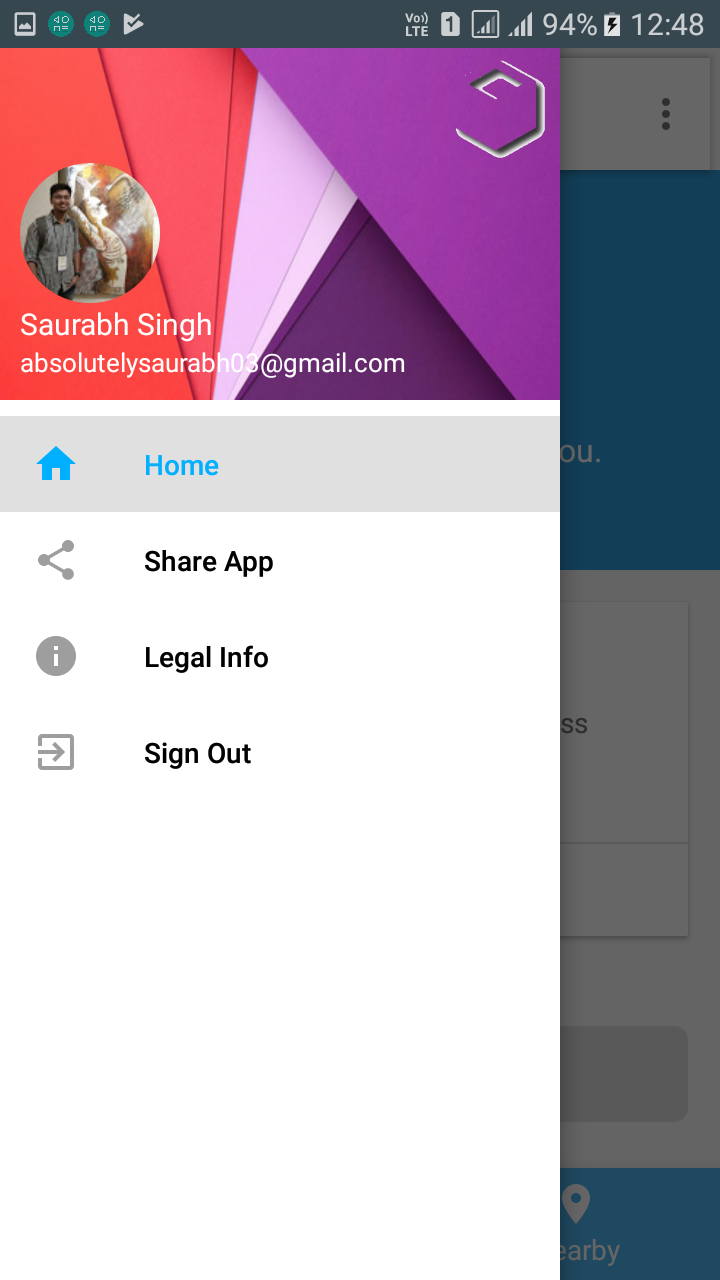 Vo)) LTE 1 94% 12:48
Saurabh Singh
absolutelysaurabh03@gmail.com
ou.
Home
Share App
Legal Info
ss
Sign Out
earby